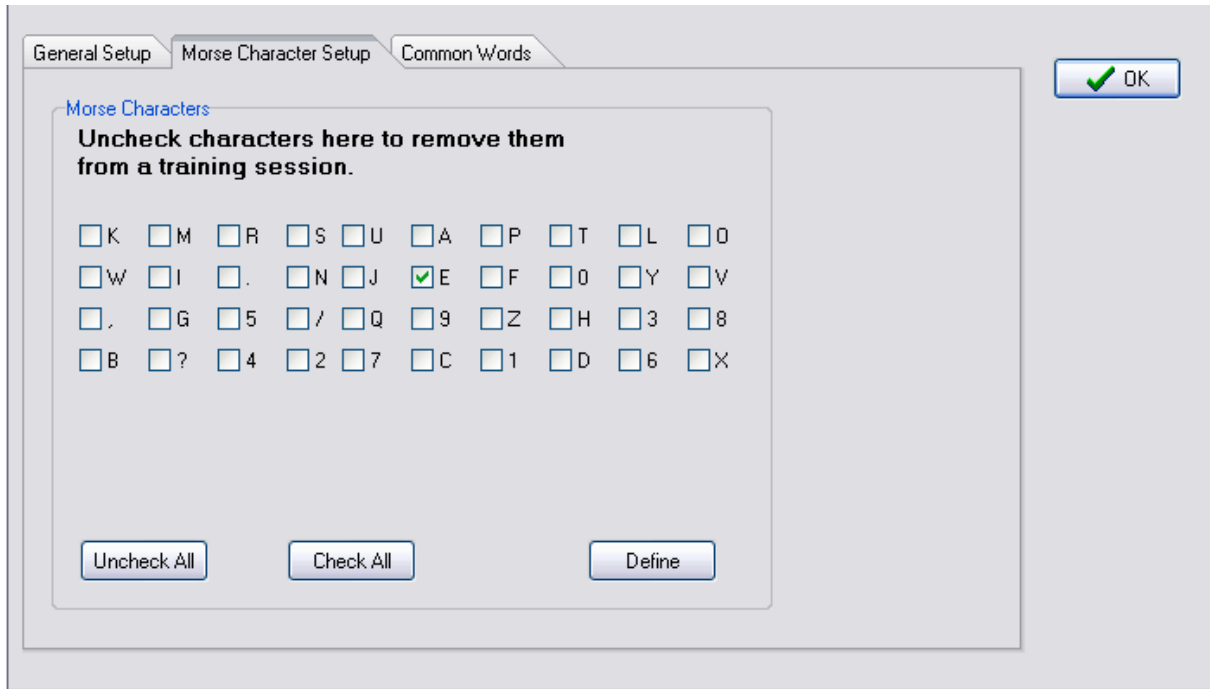 General Setup Morse Character Setup Common Words
OK
Morse Characters
Uncheck characters here to remove them
from a training session.
K M R S U A P T L O
W I . N J E F 0 Y V
, G 5 / Q 9 Z H 3 8
B ? 4 2 7 C 1 D 6 X
Uncheck All Check All Define